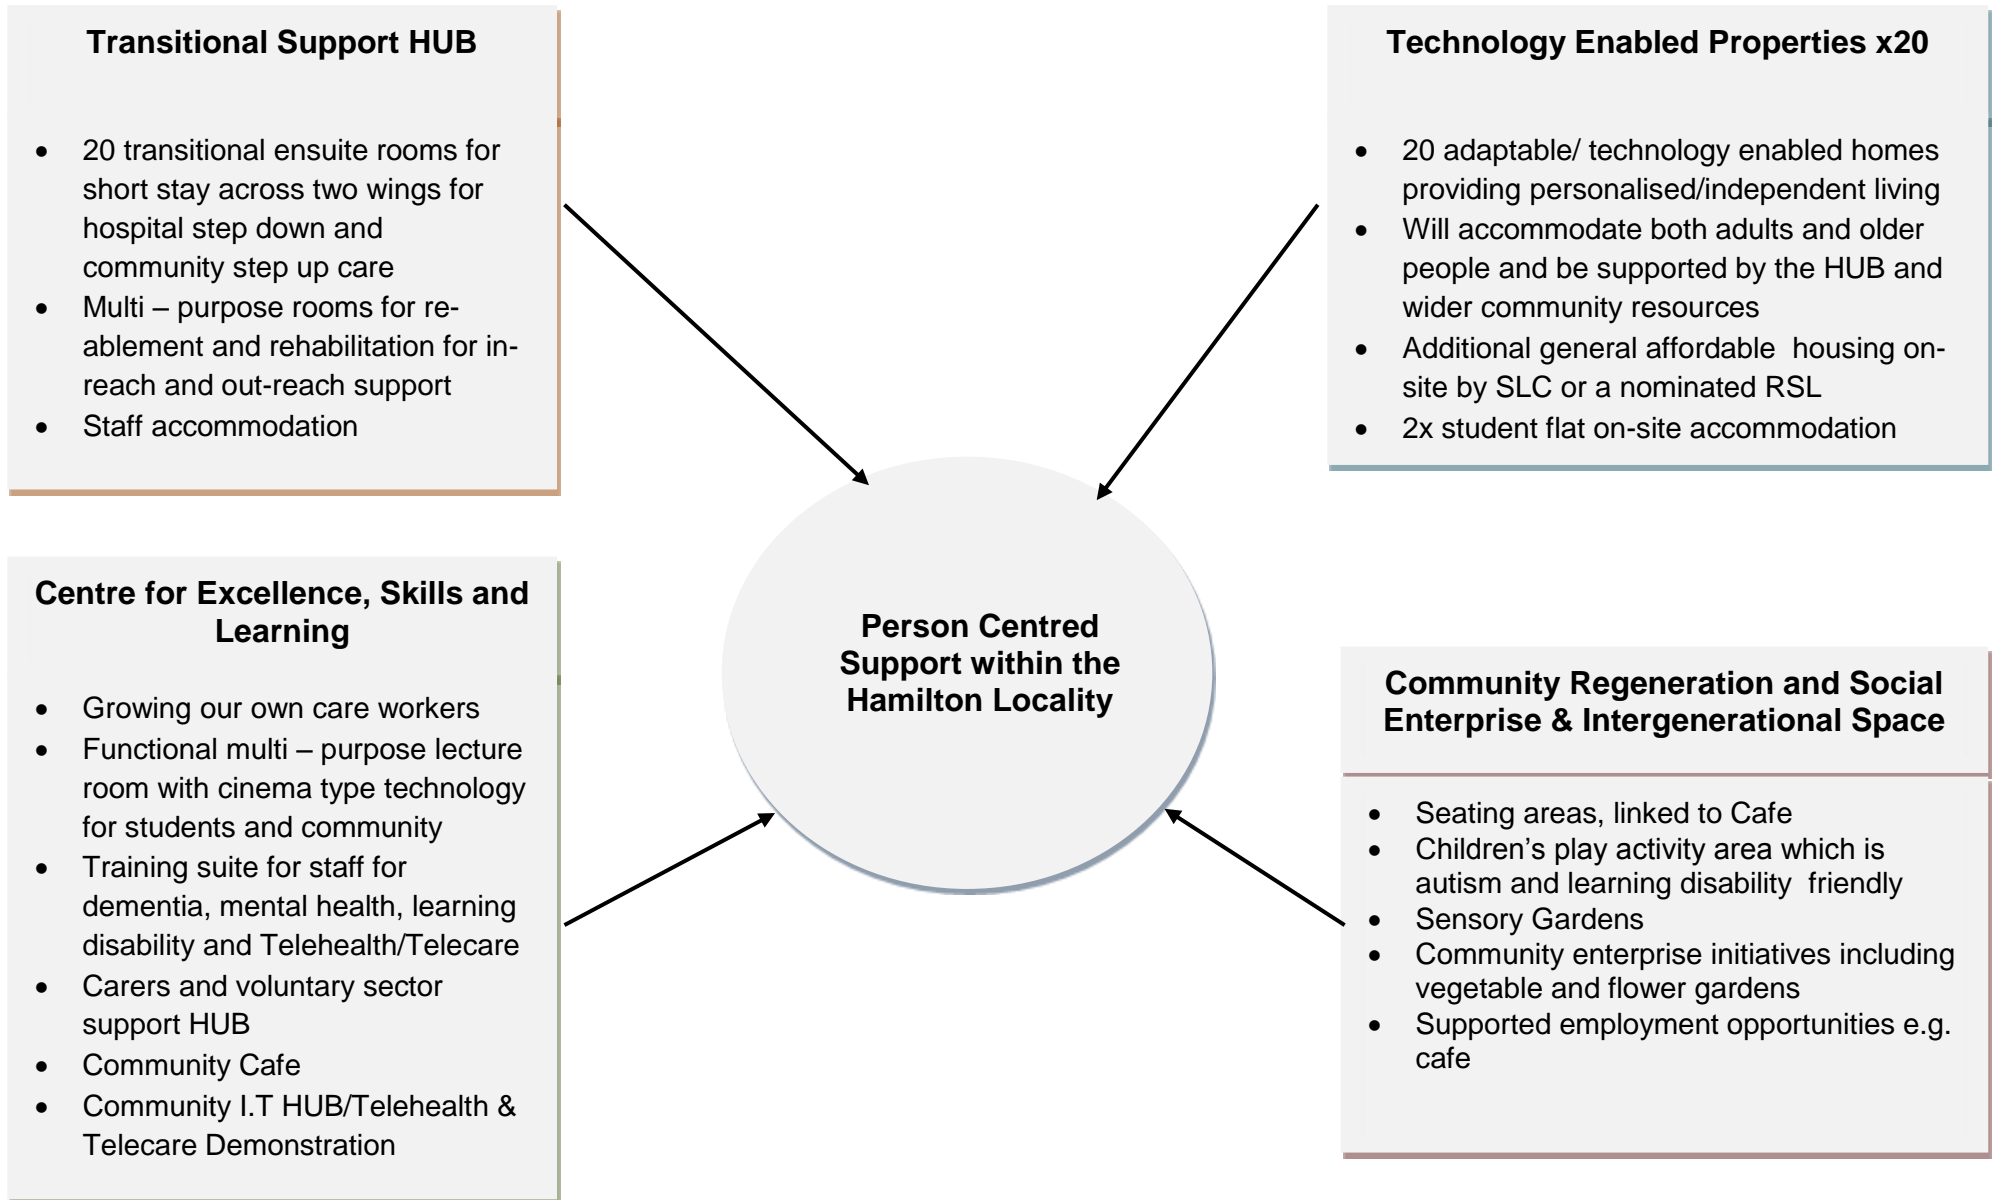 Transitional Support HUB
• 20 transitional ensuite rooms for
short stay across two wings for
hospital step down and
community step up care
• Multi – purpose rooms for re-
ablement and rehabilitation for in-
reach and out-reach support
• Staff accommodation
Technology Enabled Properties x20
• 20 adaptable/ technology enabled homes
providing personalised/independent living
• Will accommodate both adults and older
people and be supported by the HUB and
wider community resources
• Additional general affordable  housing on-
site by SLC or a nominated RSL
• 2x student flat on-site accommodation
Person Centred
Support within the
Hamilton Locality
Centre for Excellence, Skills and
Learning
• Growing our own care workers
• Functional multi – purpose lecture
room with cinema type technology
for students and community
• Training suite for staff for
dementia, mental health, learning
disability and Telehealth/Telecare
• Carers and voluntary sector
support HUB
• Community Cafe
• Community I.T HUB/Telehealth &
Telecare Demonstration
Community Regeneration and Social
Enterprise & Intergenerational Space
• Seating areas, linked to Cafe
• Children’s play activity area which is
autism and learning disability  friendly
• Sensory Gardens
• Community enterprise initiatives including
vegetable and flower gardens
• Supported employment opportunities e.g.
cafe